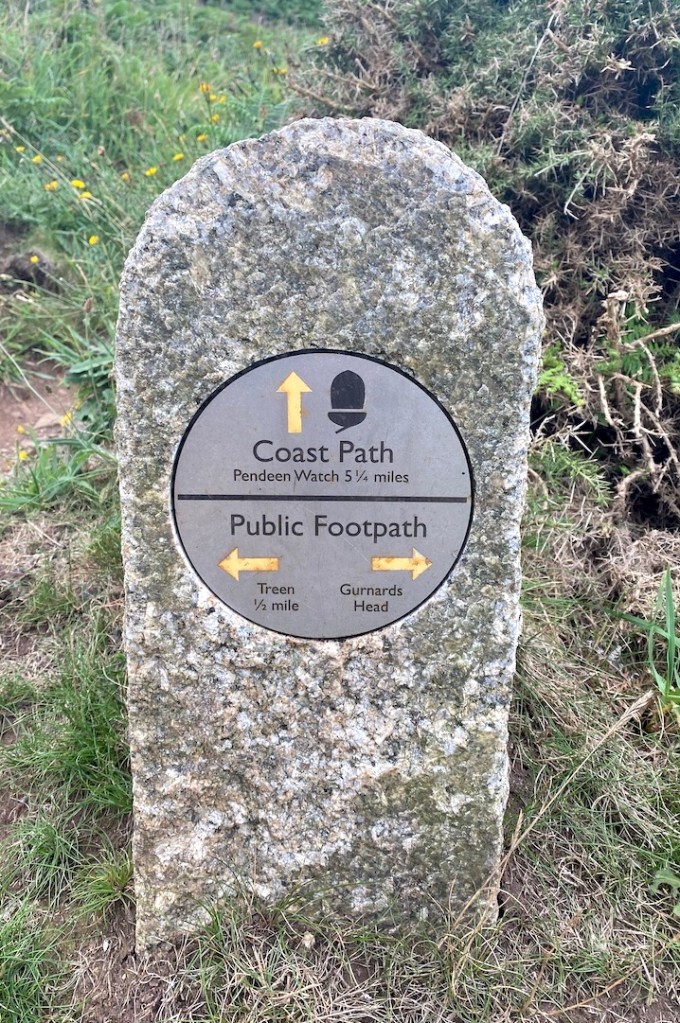 Coast Path
Pendeen Watch 5 ¼ miles
Public Footpath
Treen
½ mile
Gurnards
Head